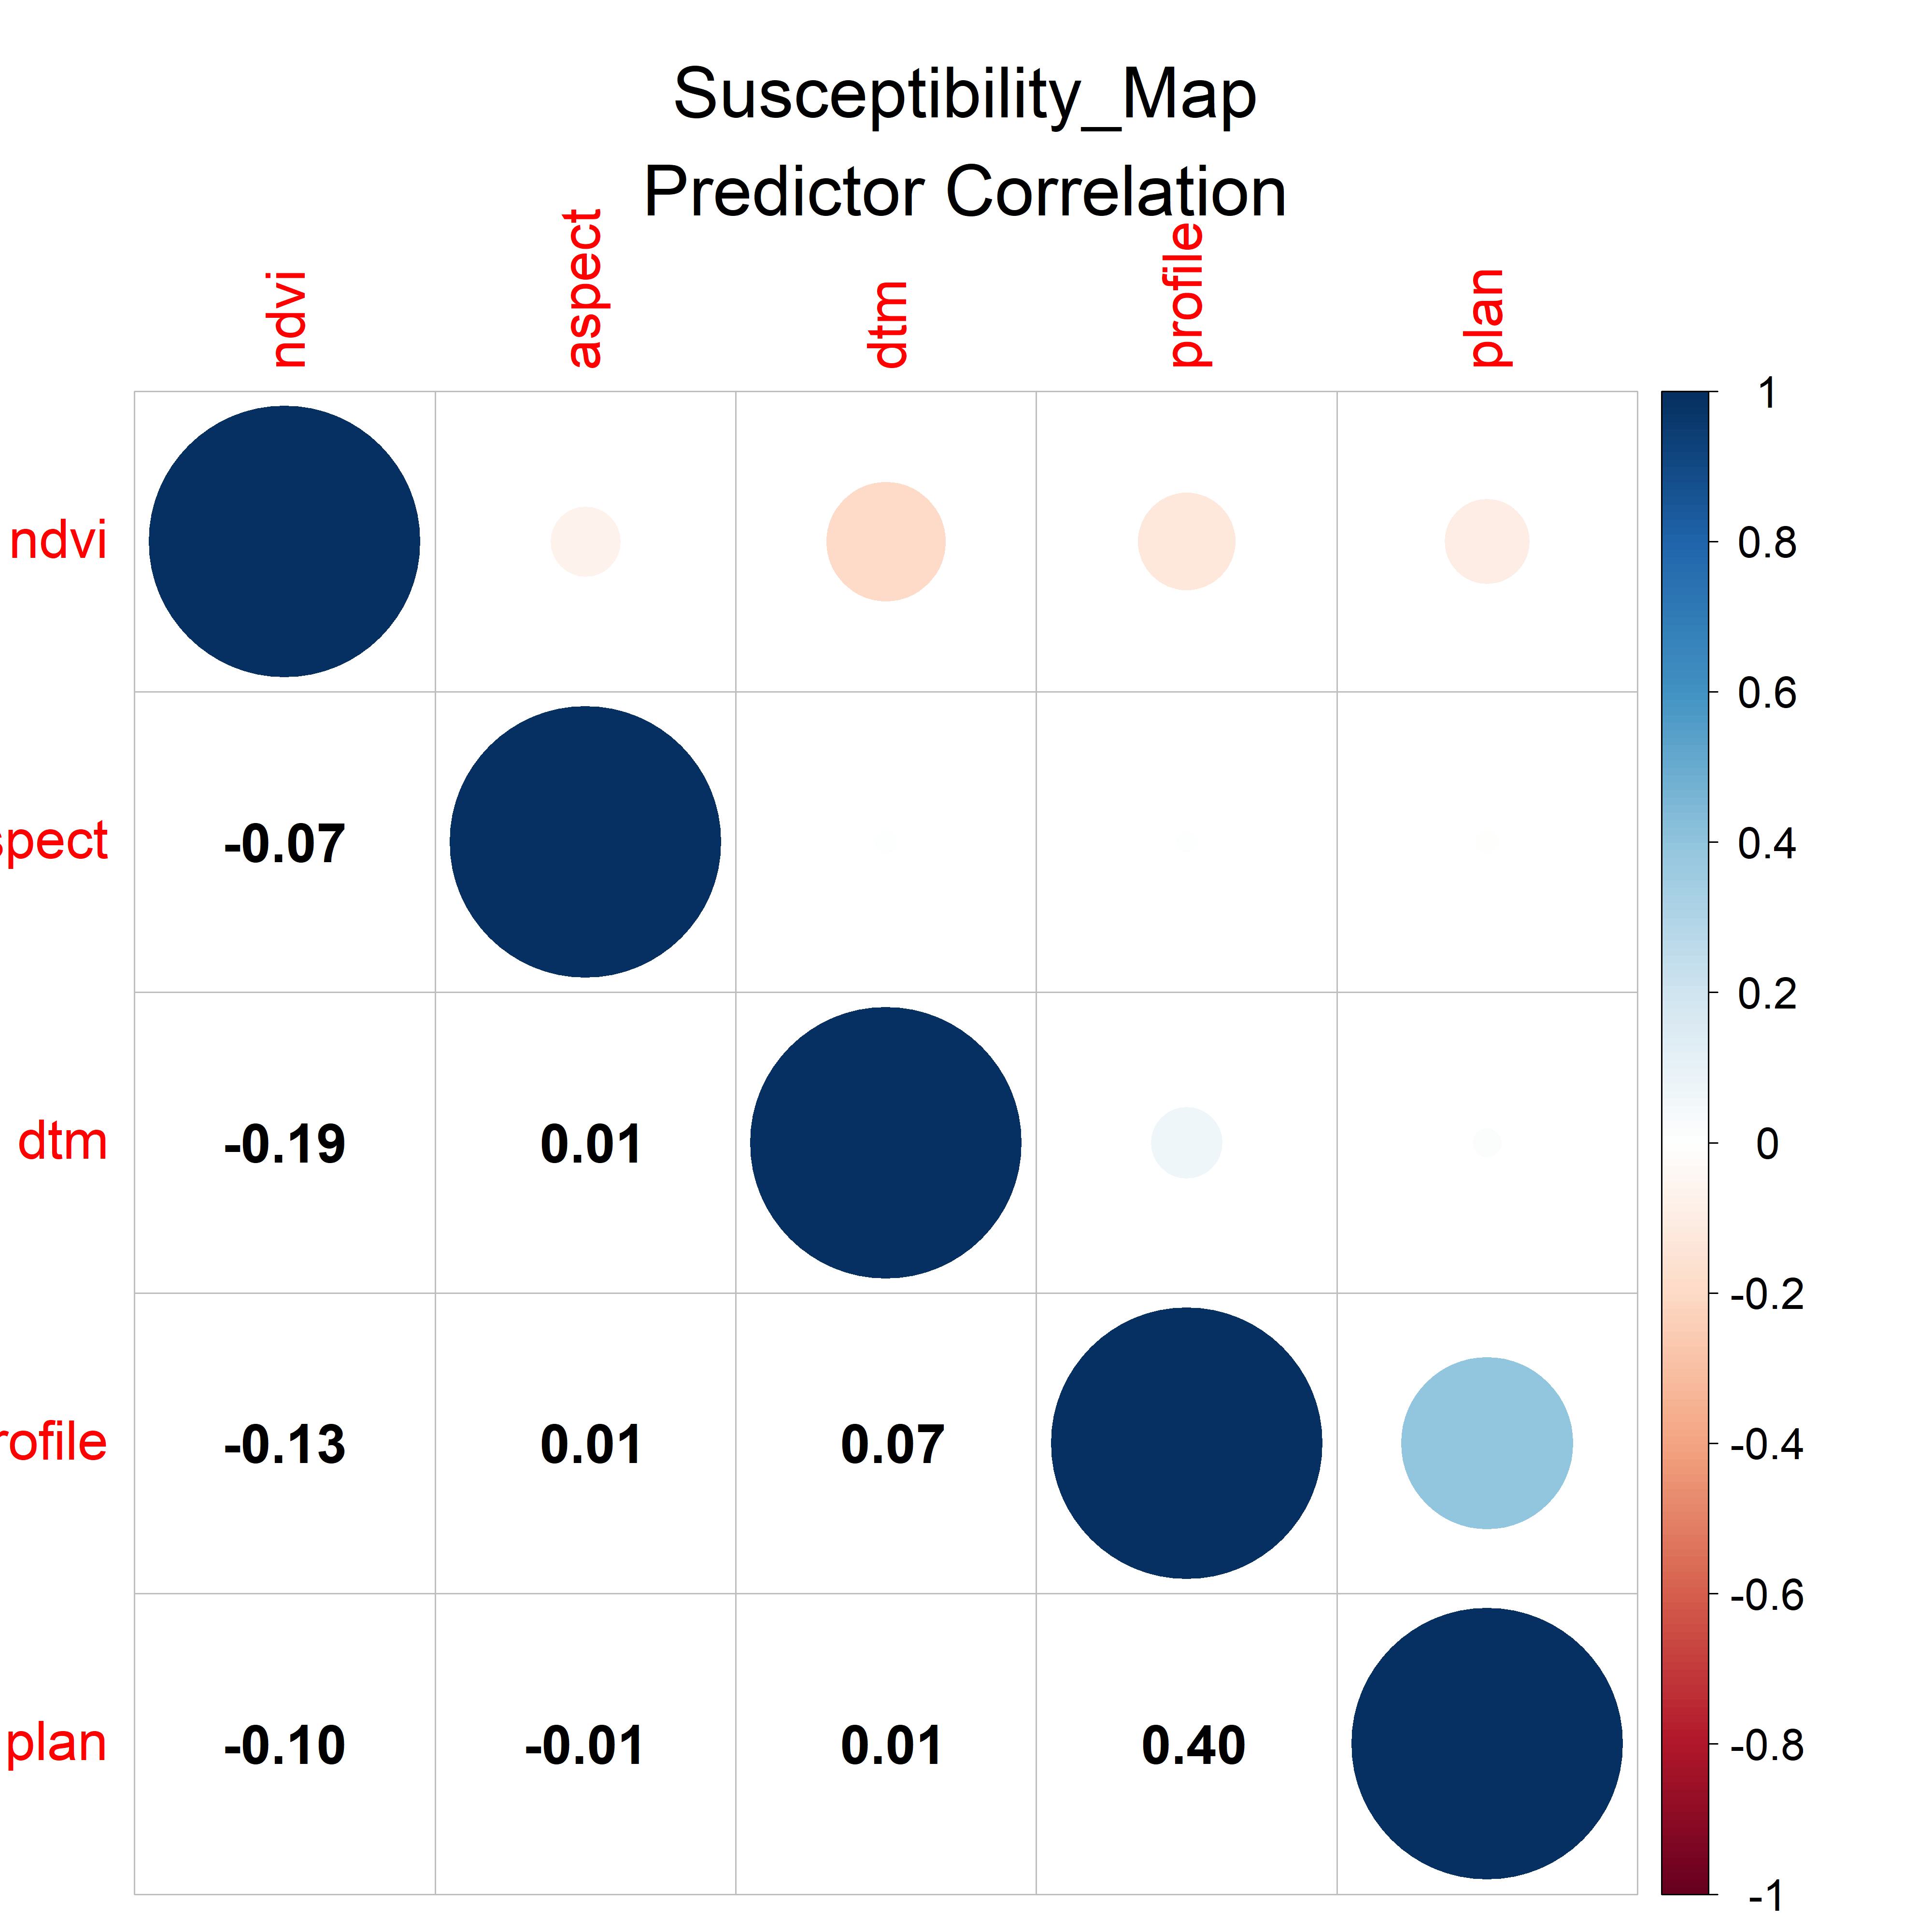 Susceptibility_Map
Predictor Correlation
ndvi aspect dtm profile plan
1
ndvi
0.8
0.6
spect -0.07
0.4
0.2
dtm -0.19 0.01
0
-0.2
rofile -0.13 0.01 0.07
-0.4
-0.6
plan -0.10 -0.01 0.01 0.40
-0.8
-1